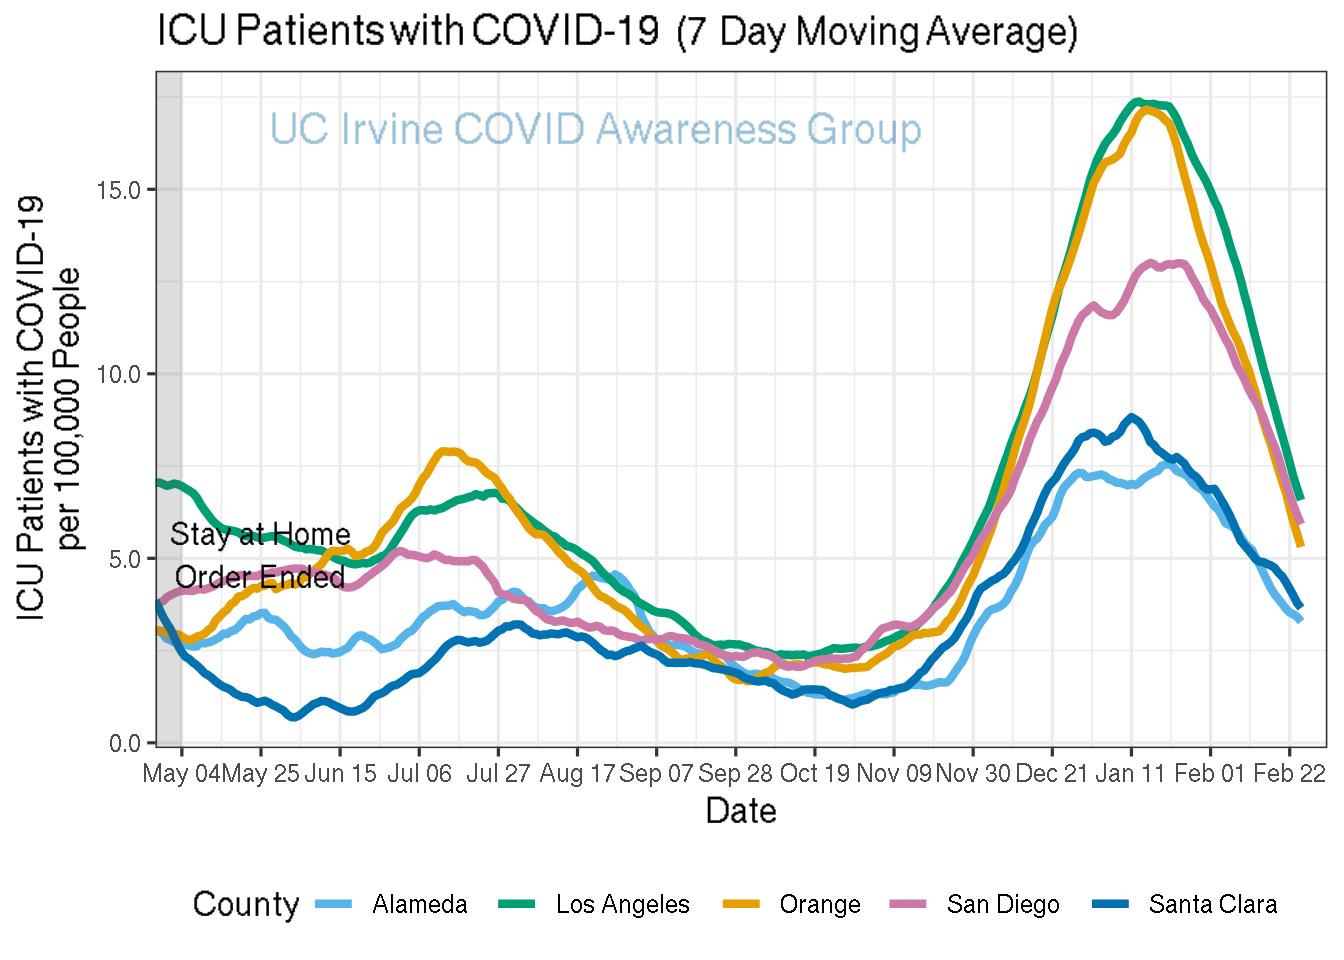 ICU Patients with COVID-19 (7 Day Moving Average)
UC Irvine COVID Awareness Group
ICU Patients with COVID-19
per 100,000 People
15.0
10.0
5.0
0.0
Stay at Home
Order Ended
May 04 May 25 Jun 15 Jul 06 Jul 27 Aug 17 Sep 07 Sep 28 Oct 19 Nov 09 Nov 30 Dec 21 Jan 11 Feb 01 Feb 22
Date
County Alameda Los Angeles Orange San Diego Santa Clara